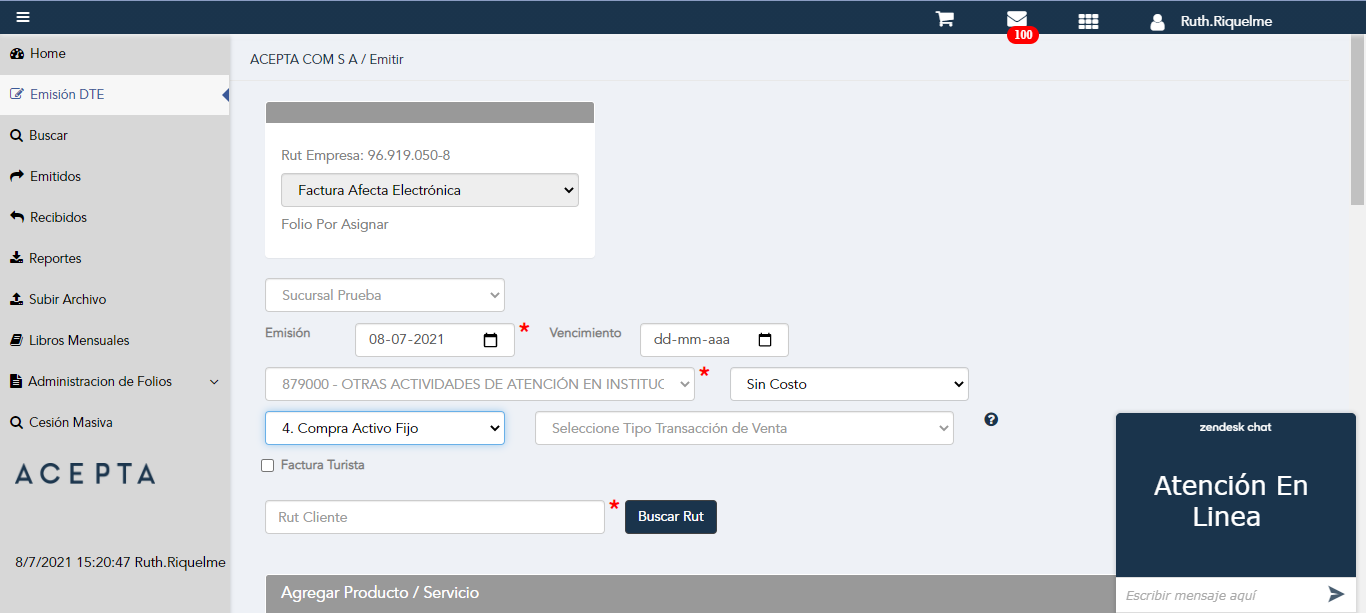 Ruth.Riquelme
100
Home
ACEPTA COM S A / Emitir
Emisión DTE
Buscar
Emitidos
Recibidos
Reportes
Subir Archivo
Libros Mensuales
Administracion de Folios
Cesión Masiva
ACEPTA
8/7/2021 15:20:47 Ruth.Riquelme
Rut Empresa: 96.919.050-8
Factura Afecta Electrónica
Folio Por Asignar
Sucursal Prueba
Emisión 08-07-2021 * Vencimiento dd-mm-aaa
879000 - OTRAS ACTIVIDADES DE ATENCIÓN EN INSTITUC * Sin Costo
4. Compra Activo Fijo Seleccione Tipo Transacción de Venta ?
Factura Turista
Rut Cliente * Buscar Rut
Agregar Producto / Servicio
zendesk chat
Atención En
Linea
Escribir mensaje aquí